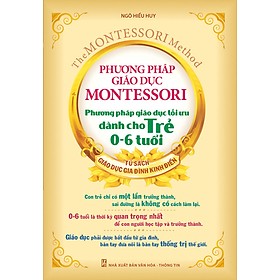 NGÔ HIỂU HUY
The MONTESSORI Method
PHƯƠNG PHÁP
GIÁO DỤC
MONTESSORI
Phương pháp giáo dục tối ưu
dành cho Trẻ
0-6 tuổi
TỦ SÁCH
GIÁO DỤC GIA ĐÌNH KINH ĐIỂN
Con trẻ chỉ có một lần trưởng thành,
sai đường là không có cách làm lại.
0-6 tuổi là thời kỳ quan trọng nhất
để con người học tập và trưởng thành.
Giáo dục phải được bắt đầu từ gia đình,
bàn tay đưa nôi là bàn tay thống trị thế giới.
NHÀ XUẤT BẢN VĂN HÓA - THÔNG TIN